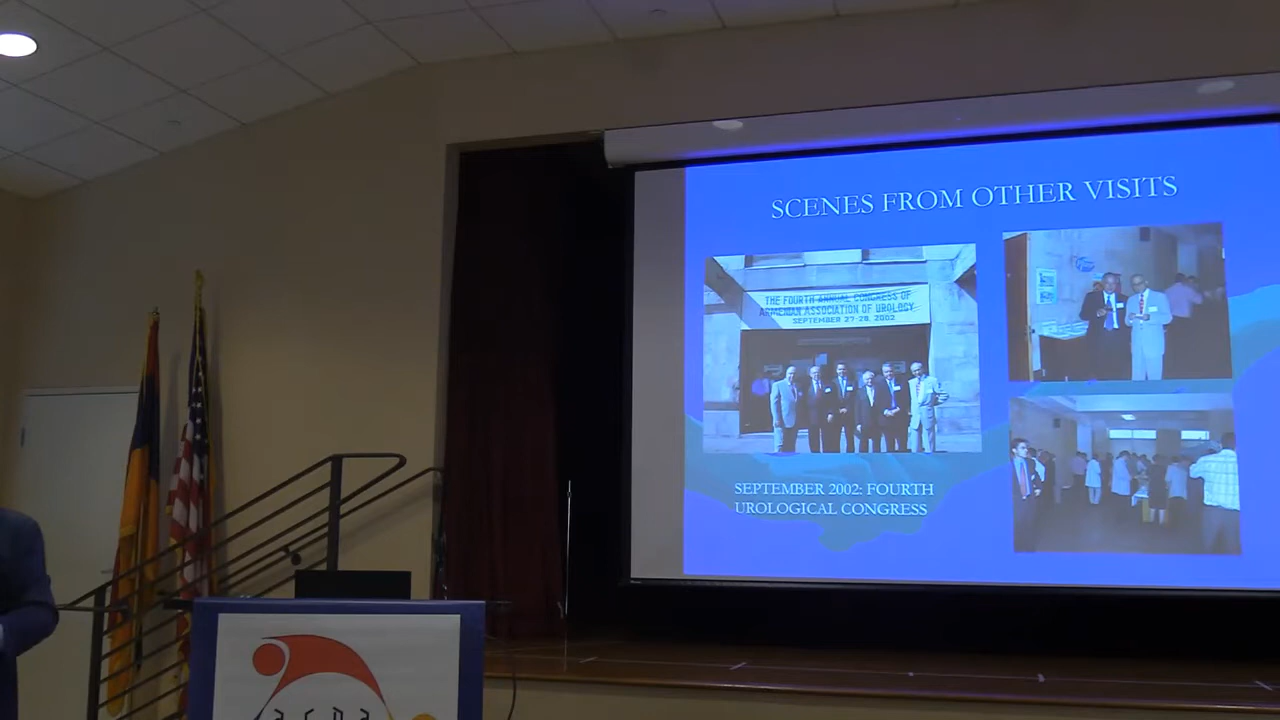 SCENES FROM OTHER VISITS
THE FOURTH ANNUAL CONGRESS OF
ARMENIAN ASSOCIATION OF UROLOGY
SEPTEMBER 27-28, 2002
SEPTEMBER 2002: FOURTH
UROLOGICAL CONGRESS